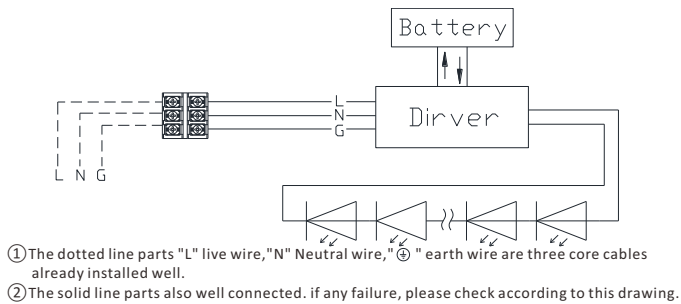 Battery
L
N
G
Dirver
L N G
①The dotted line parts "L" live wire,"N" Neutral wire," ⏚ " earth wire are three core cables
already installed well.
②The solid line parts also well connected. if any failure, please check according to this drawing.